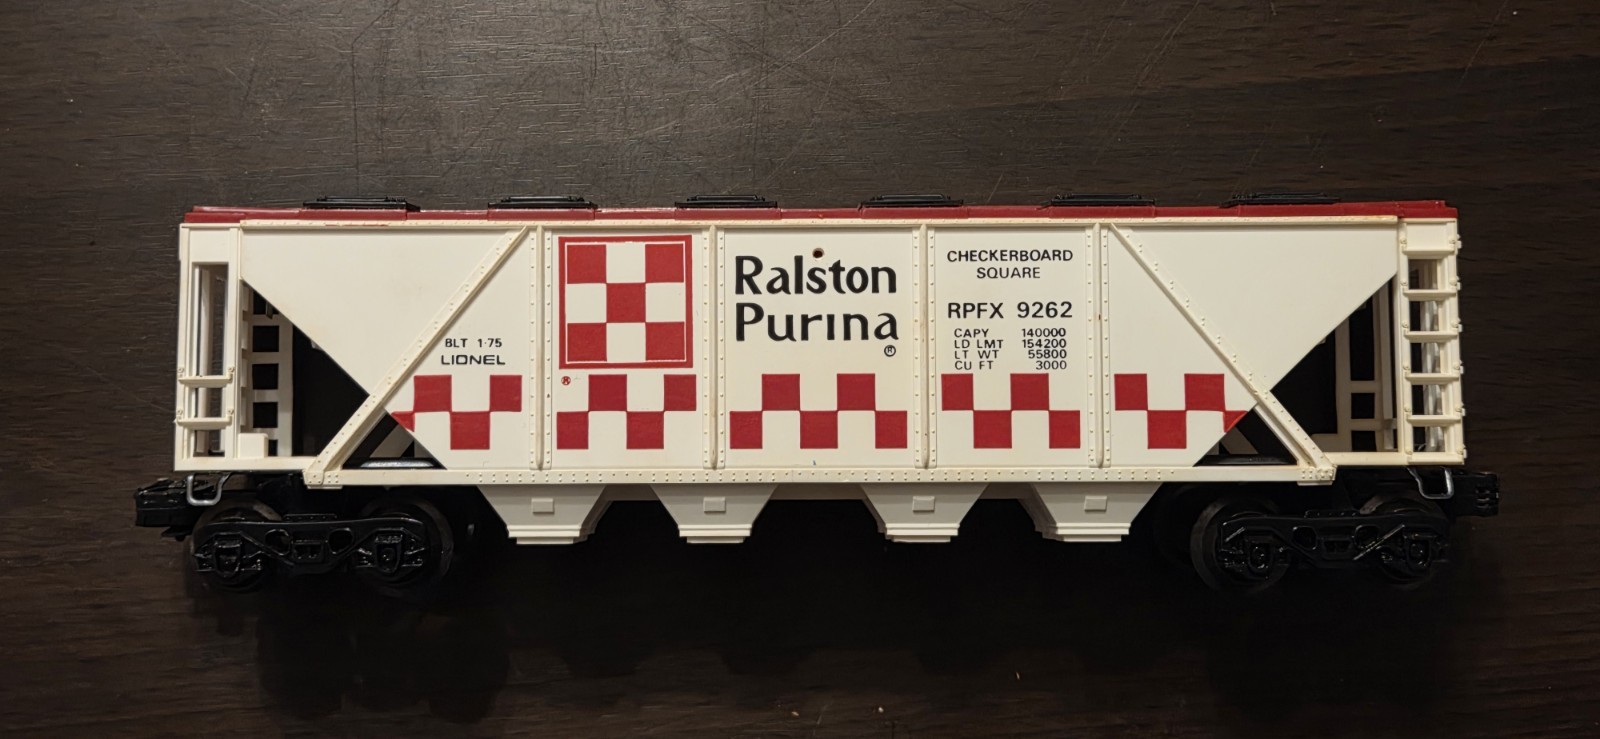 BLT 1-75
LIONEL
®
Ralston
Purina
®
CHECKERBOARD
SQUARE
RPFX 9262
CAPY 140000
LD LMT 154200
LT WT 55800
CU FT 3000